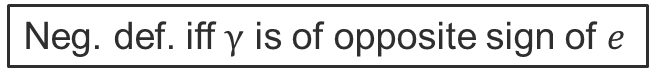 Neg. def. iff γ is of opposite sign of e